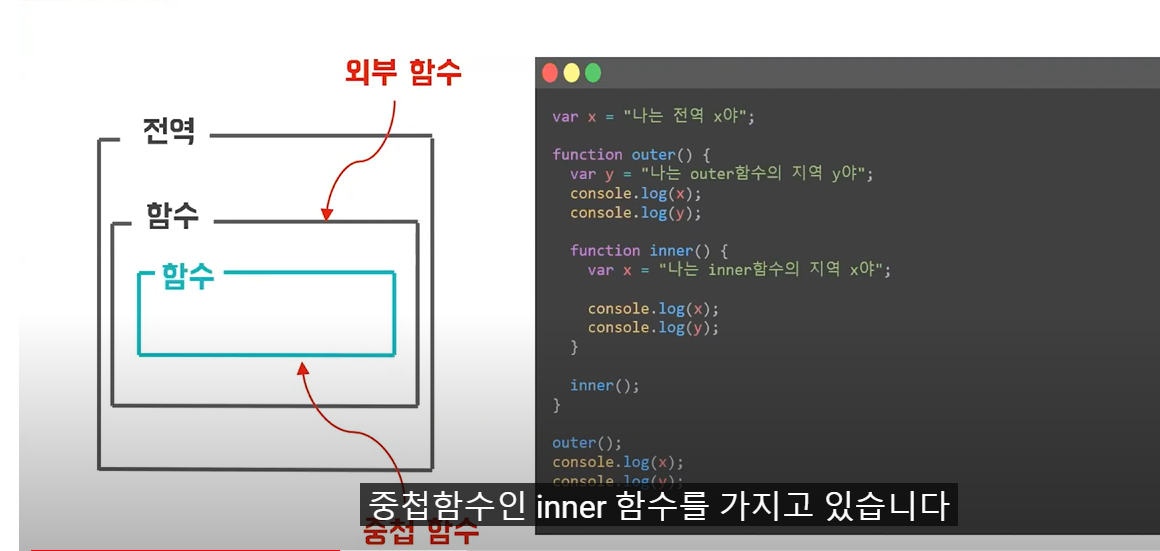 외부 함수
전역
함수
함수
중첩 함수
var x = "나는 전역 x야";
function outer() {
var y = "나는 outer함수의 지역 y야";
console.log(x);
console.log(y);
function inner() {
var x = "나는 inner함수의 지역 x야";
console.log(x);
console.log(y);
}
inner();
}
outer();
console.log(x);
console.log(y);
중첩함수인 inner 함수를 가지고 있습니다